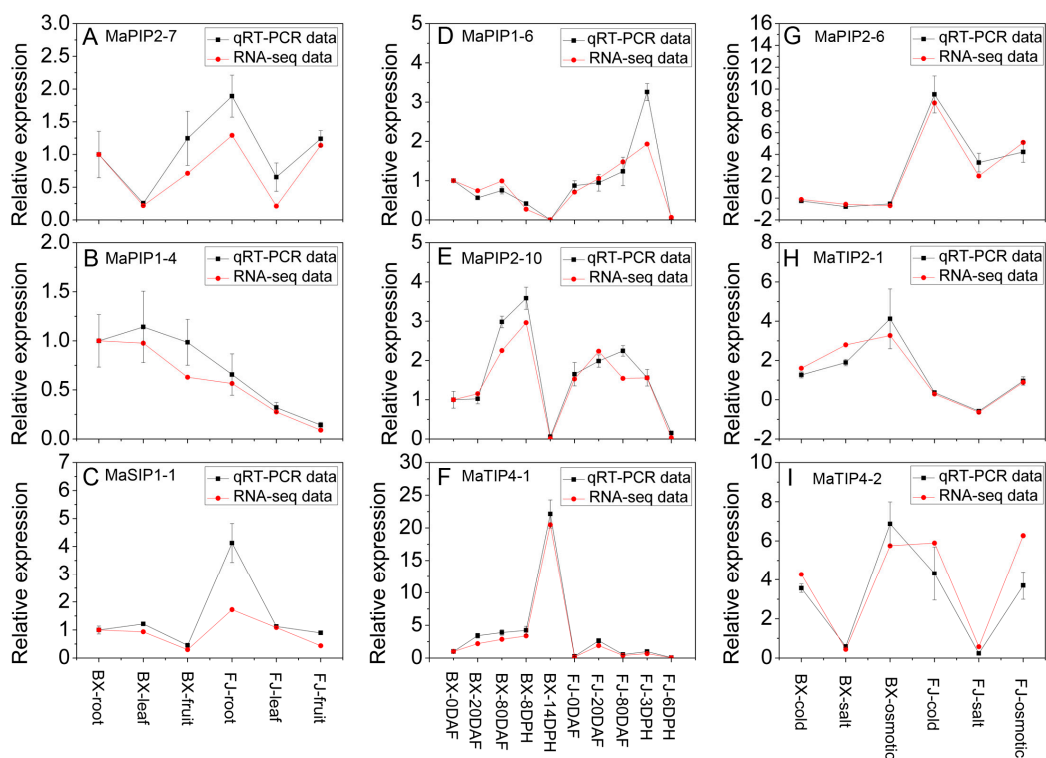 A MaPIP2-7
qRT-PCR data
RNA-seq data
Relative expression
3.0
2.5
2.0
1.5
1.0
0.5
0.0
D MaPIP1-6
qRT-PCR data
RNA-seq data
Relative expression
6
5
4
3
2
1
0
G MaPIP2-6
qRT-PCR data
RNA-seq data
Relative expression
16
14
12
10
8
6
4
2
0
-2
B MaPIP1-4
qRT-PCR data
RNA-seq data
Relative expression
2.0
1.5
1.0
0.5
0.0
E MaPIP2-10
qRT-PCR data
RNA-seq data
Relative expression
5
4
3
2
1
0
H MaTIP2-1
qRT-PCR data
RNA-seq data
Relative expression
8
6
4
2
0
-2
C MaSIP1-1
qRT-PCR data
RNA-seq data
Relative expression
7
6
5
4
3
2
1
0
BX-root
BX-leaf
BX-fruit
FJ-root
FJ-leaf
FJ-fruit
F MaTIP4-1
qRT-PCR data
RNA-seq data
Relative expression
30
25
20
15
10
5
0
BX-0DAF
BX-20DAF
BX-80DAF
BX-8DPH
BX-14DPH
FJ-0DAF
FJ-20DAF
FJ-80DAF
FJ-3DPH
FJ-6DPH
I MaTIP4-2
qRT-PCR data
RNA-seq data
Relative expression
10
8
6
4
2
0
BX-cold
BX-salt
BX-osmotic
FJ-cold
FJ-salt
FJ-osmotic